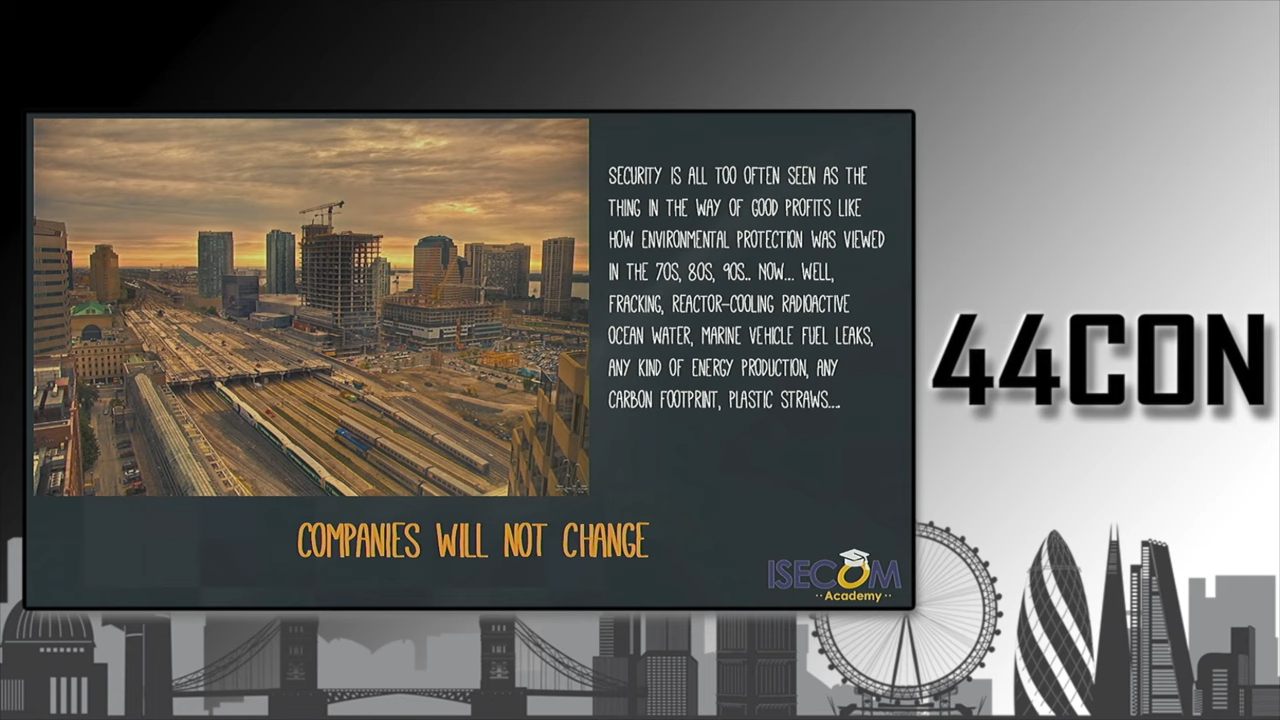 SECURITY IS ALL TOO OFTEN SEEN AS THE
THING IN THE WAY OF GOOD PROFITS LIKE
HOW ENVIRONMENTAL PROTECTION WAS VIEWED
IN THE 70S, 80S, 90S.. NOW... WELL,
FRACKING, REACTOR-COOLING RADIOACTIVE
OCEAN WATER, MARINE VEHICLE FUEL LEAKS,
ANY KIND OF ENERGY PRODUCTION, ANY
CARBON FOOTPRINT, PLASTIC STRAWS....
COMPANIES WILL NOT CHANGE
ISECOM
Academy
44CON